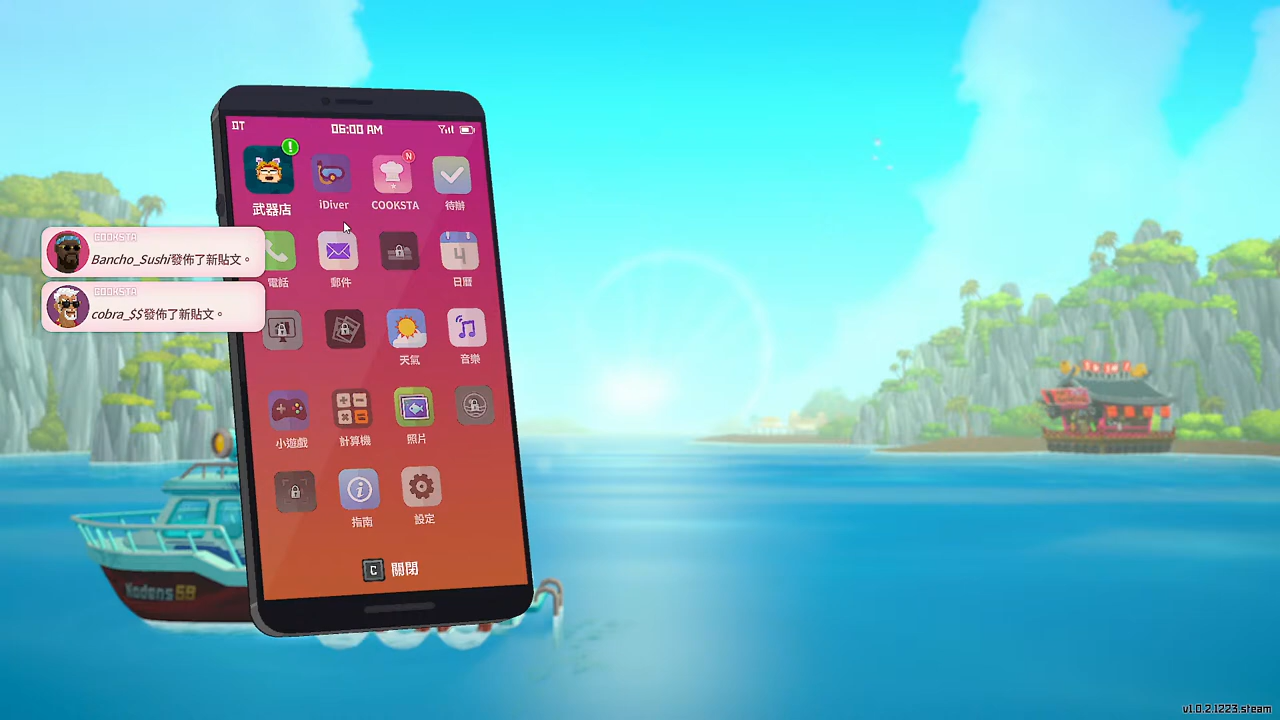 DT
06:00 AM
武器店
iDiver
N
COOKSTA
待辦
COOKSTA
Bancho_Sushi發佈了新貼文。
電話
郵件
4
日曆
COOKSTA
cobra_$$發佈了新貼文。
天氣
音樂
小遊戲
計算機
照片
指南
設定
C 關閉
Xodens58
v1.0.2.1223.steam